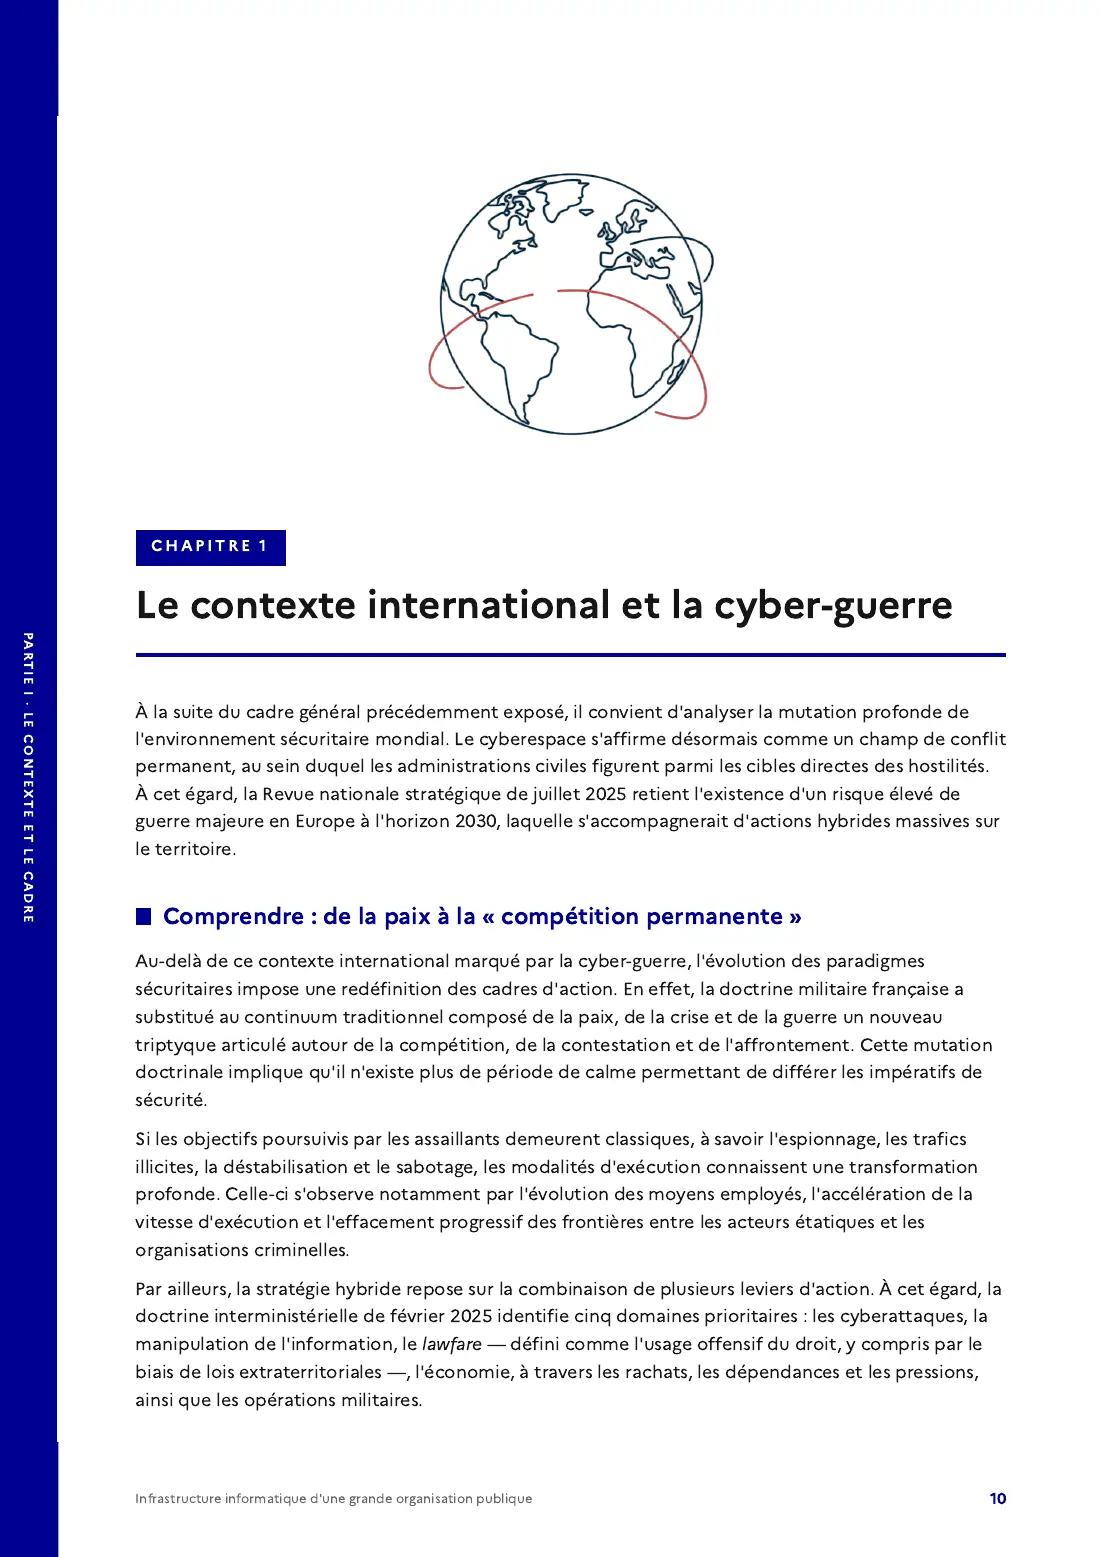 CHAPITRE 1
Le contexte international et la cyber-guerre
PARTIE I · LE CONTEXTE ET LE CADRE
À la suite du cadre général précédemment exposé, il convient d'analyser la mutation profonde de
l'environnement sécuritaire mondial. Le cyberespace s'affirme désormais comme un champ de conflit
permanent, au sein duquel les administrations civiles figurent parmi les cibles directes des hostilités.
À cet égard, la Revue nationale stratégique de juillet 2025 retient l'existence d'un risque élevé de
guerre majeure en Europe à l'horizon 2030, laquelle s'accompagnerait d'actions hybrides massives sur
le territoire.
Comprendre : de la paix à la « compétition permanente »
Au-delà de ce contexte international marqué par la cyber-guerre, l'évolution des paradigmes
sécuritaires impose une redéfinition des cadres d'action. En effet, la doctrine militaire française a
substitué au continuum traditionnel composé de la paix, de la crise et de la guerre un nouveau
triptyque articulé autour de la compétition, de la contestation et de l'affrontement. Cette mutation
doctrinale implique qu'il n'existe plus de période de calme permettant de différer les impératifs de
sécurité.
Si les objectifs poursuivis par les assaillants demeurent classiques, à savoir l'espionnage, les trafics
illicites, la déstabilisation et le sabotage, les modalités d'exécution connaissent une transformation
profonde. Celle-ci s'observe notamment par l'évolution des moyens employés, l'accélération de la
vitesse d'exécution et l'effacement progressif des frontières entre les acteurs étatiques et les
organisations criminelles.
Par ailleurs, la stratégie hybride repose sur la combinaison de plusieurs leviers d'action. À cet égard, la
doctrine interministérielle de février 2025 identifie cinq domaines prioritaires : les cyberattaques, la
manipulation de l'information, le lawfare — défini comme l'usage offensif du droit, y compris par le
biais de lois extraterritoriales —, l'économie, à travers les rachats, les dépendances et les pressions,
ainsi que les opérations militaires.
Infrastructure informatique d'une grande organisation publique
10